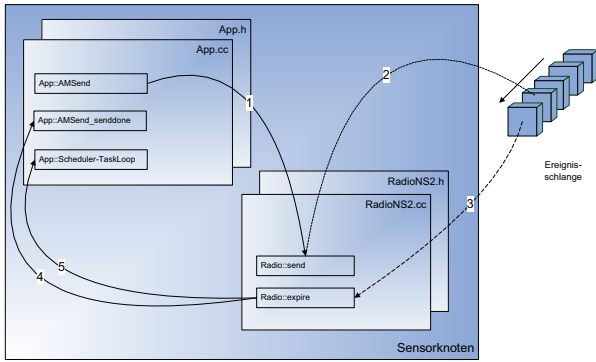 App.h
App.cc
App::AMSend
App::AMSend_senddone
App::Scheduler-TaskLoop
1
2
Ereignis-
schlange
RadioNS2.h
RadioNS2.cc
3
Radio::send
Radio::expire
4
5
Sensorknoten